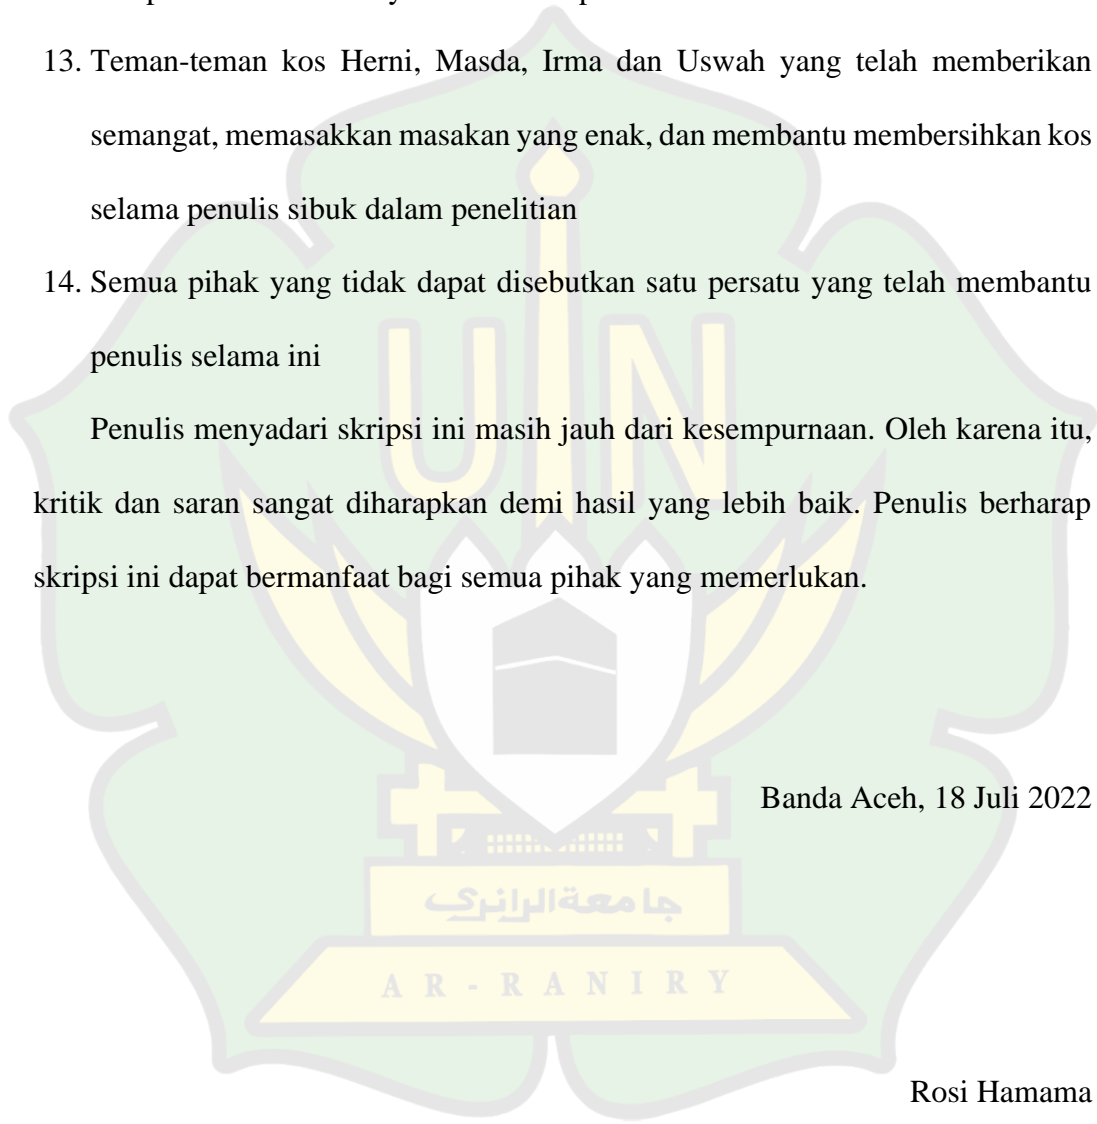 13. Teman-teman kos Herni, Masda, Irma dan Uswah yang telah memberikan
semangat, memasakkan masakan yang enak, dan membantu membersihkan kos
selama penulis sibuk dalam penelitian
14. Semua pihak yang tidak dapat disebutkan satu persatu yang telah membantu
penulis selama ini
Penulis menyadari skripsi ini masih jauh dari kesempurnaan. Oleh karena itu,
kritik dan saran sangat diharapkan demi hasil yang lebih baik. Penulis berharap
skripsi ini dapat bermanfaat bagi semua pihak yang memerlukan.
UIN
Banda Aceh, 18 Juli 2022
جامعة الرانري
AR-RANIRY
Rosi Hamama